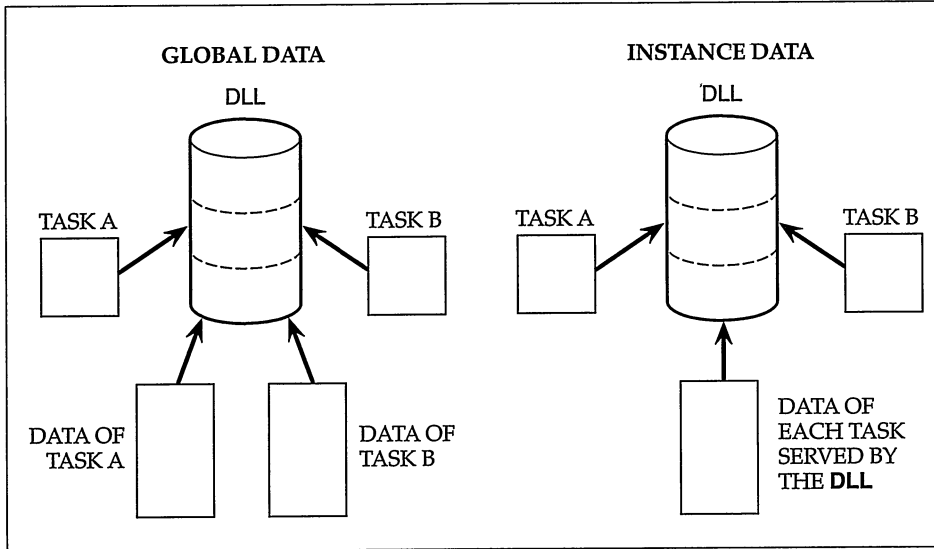 GLOBAL DATA
DLL
TASK A
TASK B
DATA OF
TASK A
DATA OF
TASK B
INSTANCE DATA
DLL
TASK A
TASK B
DATA OF
EACH TASK
SERVED BY
THE DLL